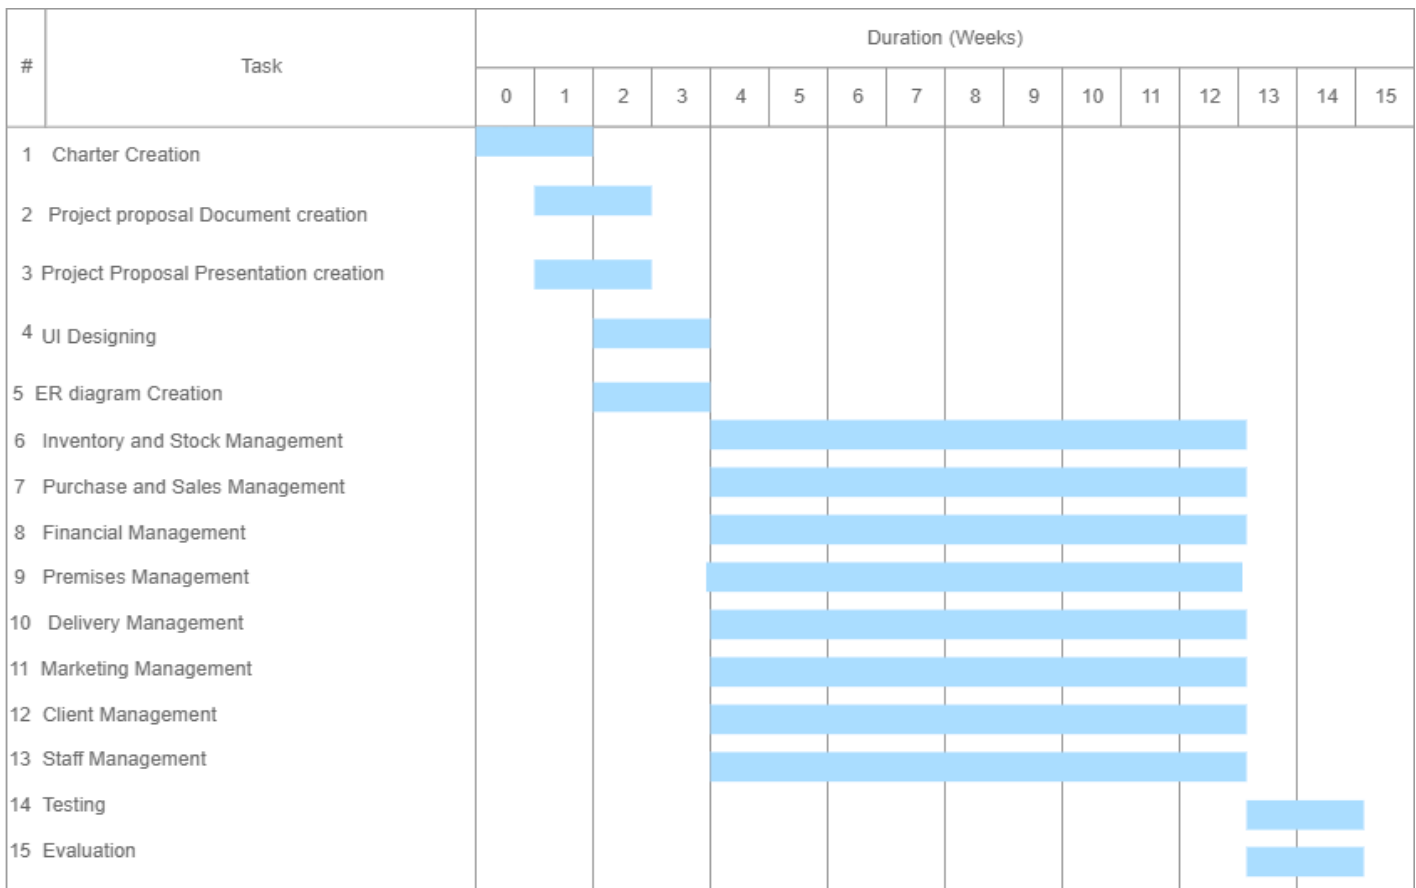 Duration (Weeks)
# Task
0 1 2 3 4 5 6 7 8 9 10 11 12 13 14 15
1 Charter Creation
2 Project proposal Document creation
3 Project Proposal Presentation creation
4 UI Designing
5 ER diagram Creation
6 Inventory and Stock Management
7 Purchase and Sales Management
8 Financial Management
9 Premises Management
10 Delivery Management
11 Marketing Management
12 Client Management
13 Staff Management
14 Testing
15 Evaluation